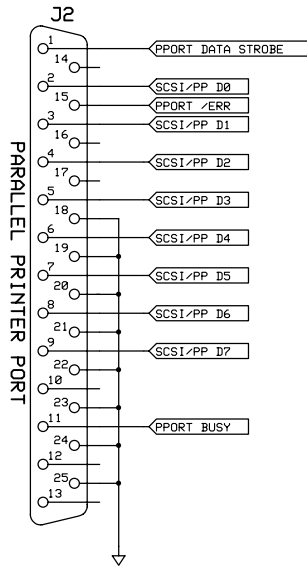 J2
PARALLEL PRINTER PORT
1 PPORT DATA STROBE
14
2 SCSI/PP D0
15 PPORT /ERR
3 SCSI/PP D1
16
4 SCSI/PP D2
17
5 SCSI/PP D3
18
6 SCSI/PP D4
19
7 SCSI/PP D5
20
8 SCSI/PP D6
21
9 SCSI/PP D7
22
10
23
11 PPORT BUSY
24
12
25
13